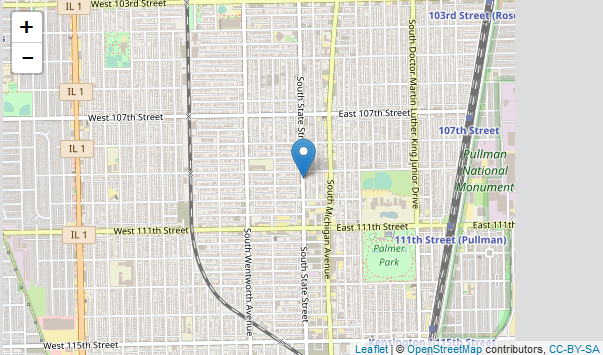 West 103rd Street
IL 1
103rd Street (Rose
+
−
IL 1
South Doctor Martin Luther King Junior Drive
South State Stre
West 107th Street
East 107th Street
107th Street
IL 1
Pullman
National
Monument
South Michigan Avenue
West 111th Street
IL 1
East 111th Street
East 111th
111th Street (Pullman)
Palmer
Park
South Wentworth Avenue
South State Street
West 115th Street
Kensington / 115th Street
Leaflet | © OpenStreetMap contributors, CC-BY-SA